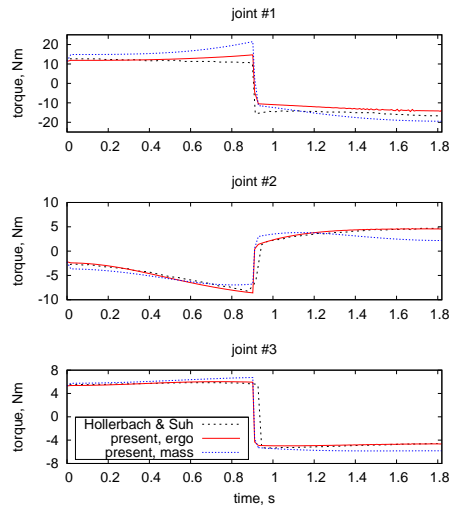 joint #1
torque, Nm
20
10
0
-10
-20
0 0.2 0.4 0.6 0.8 1 1.2 1.4 1.6 1.8
joint #2
torque, Nm
10
5
0
-5
-10
0 0.2 0.4 0.6 0.8 1 1.2 1.4 1.6 1.8
joint #3
torque, Nm
8
4
0
-4
-8
Hollerbach & Suh
present, ergo
present, mass
0 0.2 0.4 0.6 0.8 1 1.2 1.4 1.6 1.8
time, s